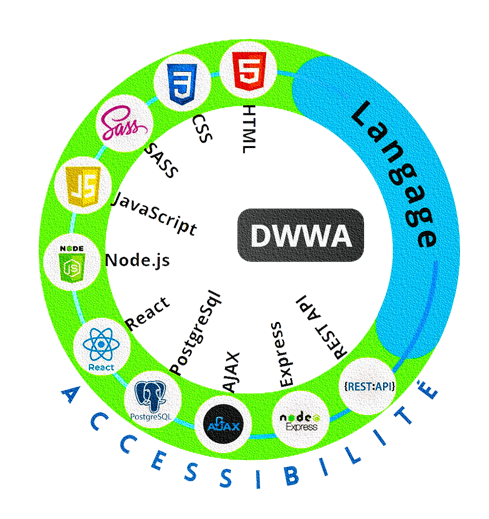 Langage
DWWA
HTML
5
CSS
3
SASS
Sass
JavaScript
JS
Node.js
NODE
JS
React
React
PostgreSql
PostgreSQL
AJAX
AJAX
Express
node
Express
REST API
{REST:API}
ACCESSIBILITÉ